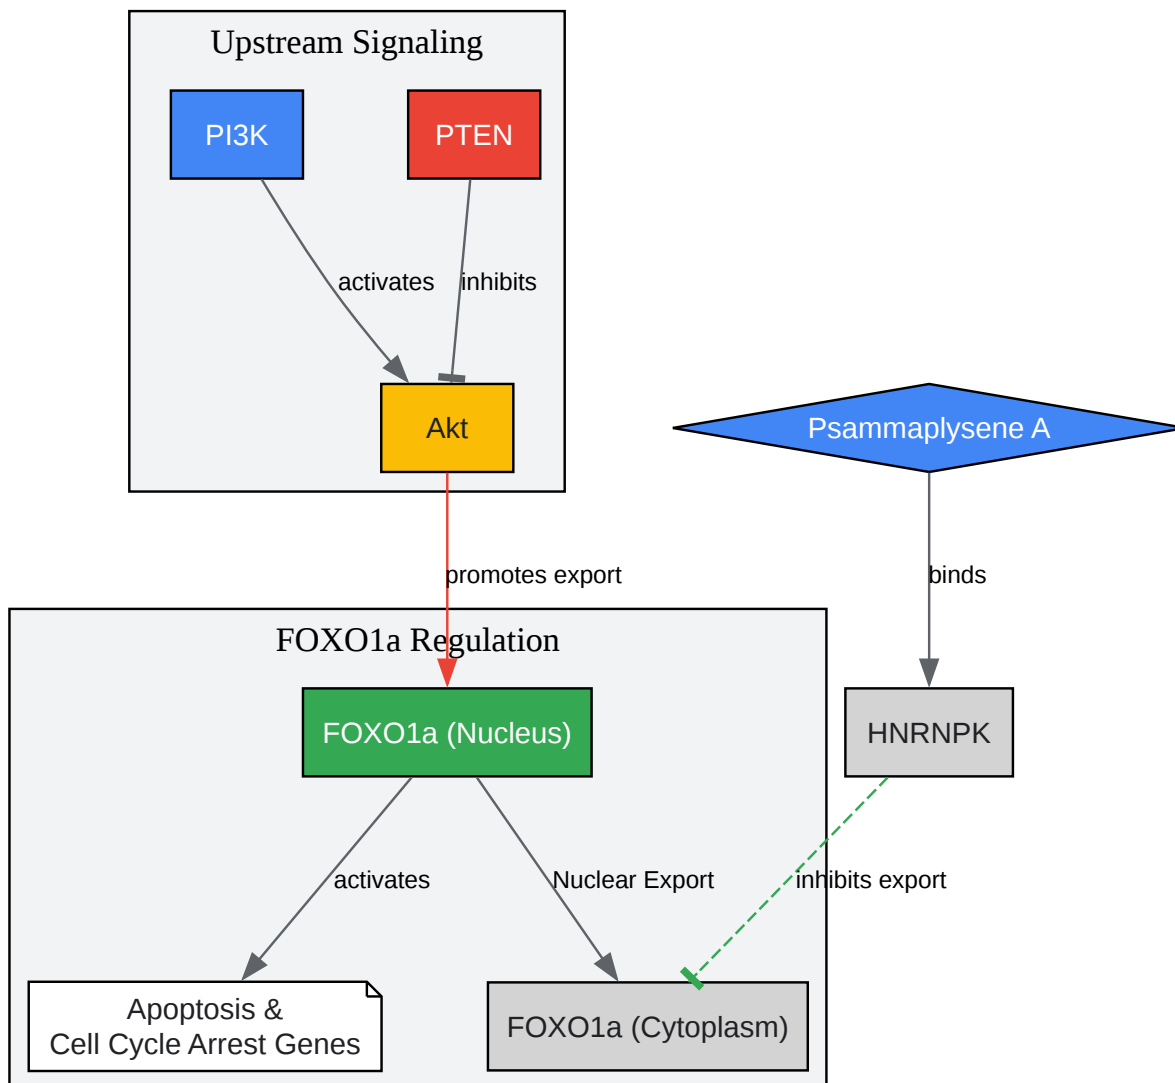 Upstream Signaling
PI3K
PTEN
activates
inhibits
Akt
Psammaplysene A
promotes export
binds
FOXO1a Regulation
FOXO1a (Nucleus)
HNRNPK
activates
Nuclear Export
inhibits export
Apoptosis &
Cell Cycle Arrest Genes
FOXO1a (Cytoplasm)